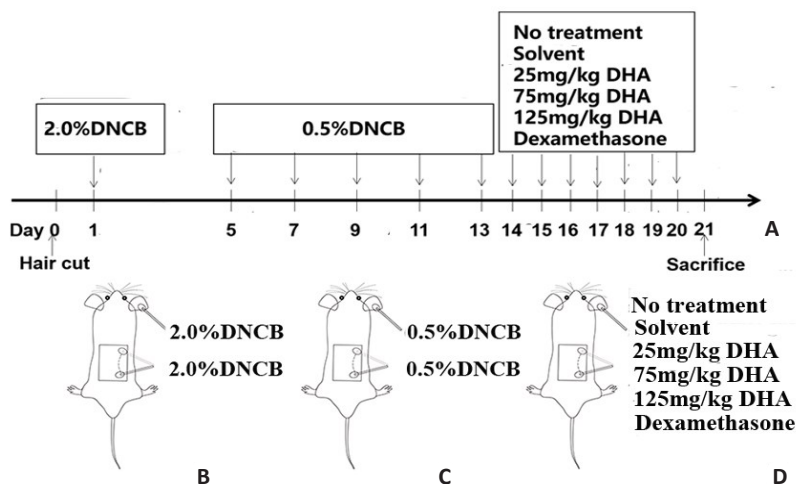 No treatment
Solvent
25mg/kg DHA
75mg/kg DHA
125mg/kg DHA
Dexamethasone
2.0%DNCB
0.5%DNCB
Day 0 1 5 7 9 11 13 14 15 16 17 18 19 20 21 A
Hair cut
Sacrifice
2.0%DNCB
2.0%DNCB
B
0.5%DNCB
0.5%DNCB
C
No treatment
Solvent
25mg/kg DHA
75mg/kg DHA
125mg/kg DHA
Dexamethasone
D